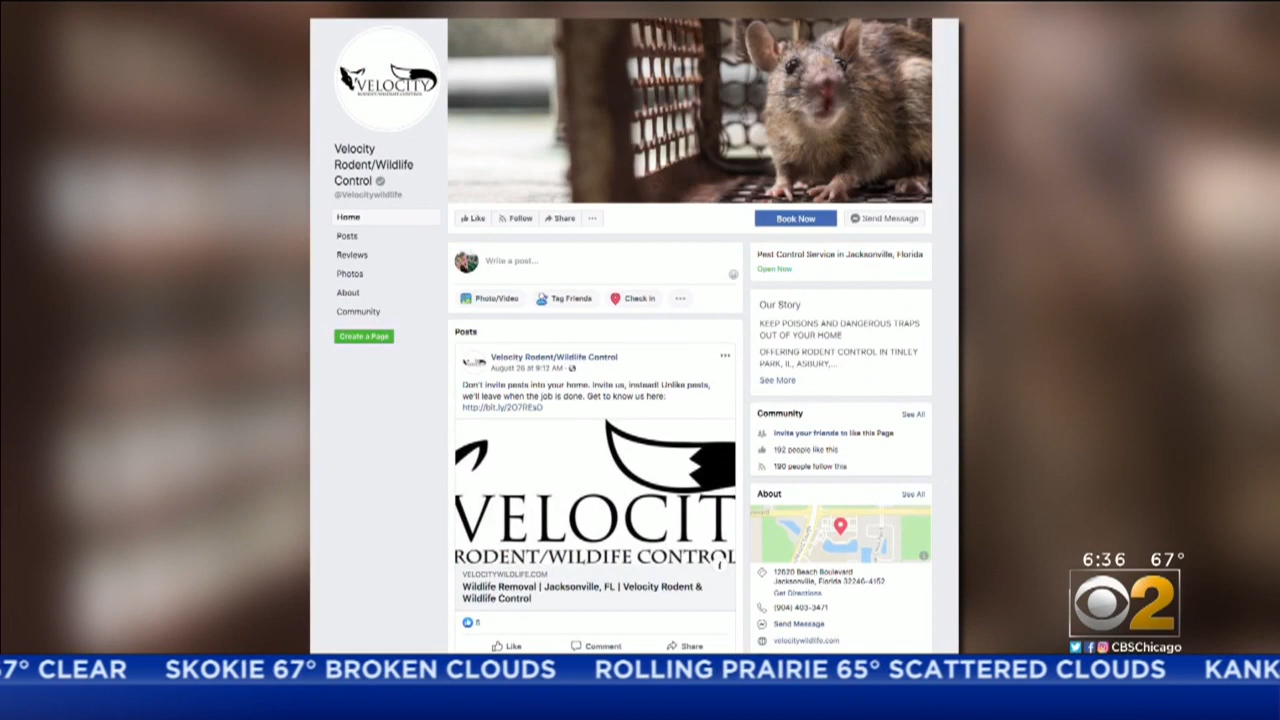 VELOCITY
RODENT/WILDLIFE CONTROL
Velocity
Rodent/Wildlife
Control
@Velocitywildlife
Home
Posts
Reviews
Photos
About
Community
Create a Page
Like
Follow
Share
...
Book Now
Send Message
Write a post...
Photo/Video
Tag Friends
Check in
...
Posts
Velocity Rodent/Wildlife Control
...
August 26 at 9:12 AM ·
Don't invite pests into your home. Invite us, instead! Unlike pests,
we'll leave when the job is done. Get to know us here:
http://bit.ly/2O7REsD
VELOCIT
RODENT/WILDIFE CONTROL
VELOCITYWILDLIFE.COM
Wildlife Removal | Jacksonville, FL | Velocity Rodent &
Wildlife Control
Like
Comment
Share
Pest Control Service in Jacksonville, Florida
Open Now
Our Story
KEEP POISONS AND DANGEROUS TRAPS
OUT OF YOUR HOME
OFFERING RODENT CONTROL IN TINLEY
PARK, IL, ASBURY,...
See More
Community
See All
Invite your friends to like this Page
192 people like this
190 people follow this
About
See All
12620 Beach Boulevard
Jacksonville, Florida 32246-4152
Get Directions
(904) 403-3471
Send Message
velocitywildlife.com
6:36 67°
2
CBSChicago
67° CLEAR SKOKIE 67° BROKEN CLOUDS ROLLING PRAIRIE 65° SCATTERED CLOUDS KANK